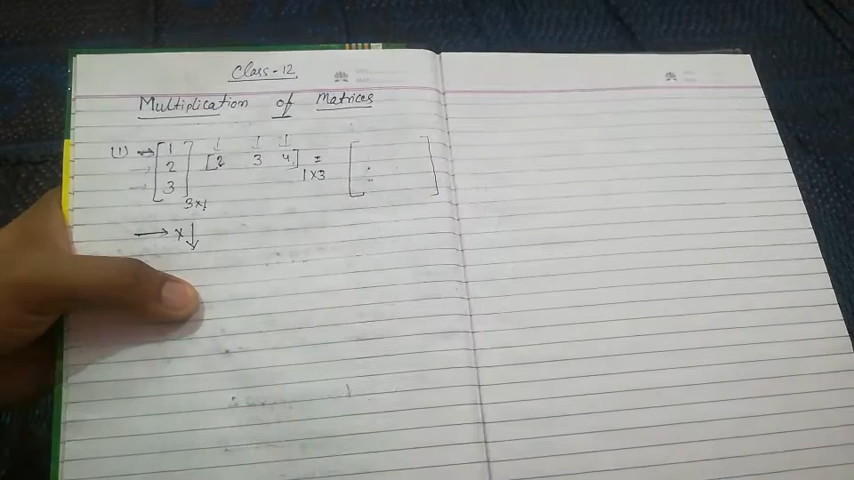 Class - 12
Multiplication of Matrices
(1) → [1 2 3] 3×1 [2 3 4] 1×3 = [ : ]
→ × ↓